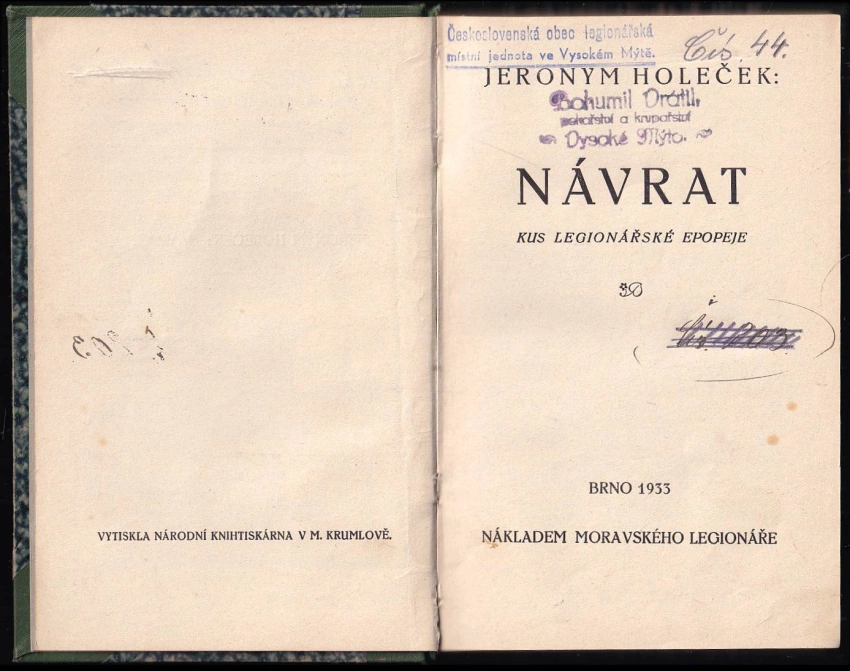 VYTISKLA NÁRODNÍ KNIHTISKÁRNA V M. KRUMLOVĚ.
Československá obec legionářská
místní jednota ve Vysokém Mýtě.
Čís. 44.
JERONYM HOLEČEK:
Bohumil
pekařství a krupařství
Vysoké Mýto.
NÁVRAT
KUS LEGIONÁŘSKÉ EPOPEJE
BRNO 1933
NÁKLADEM MORAVSKÉHO LEGIONÁŘE